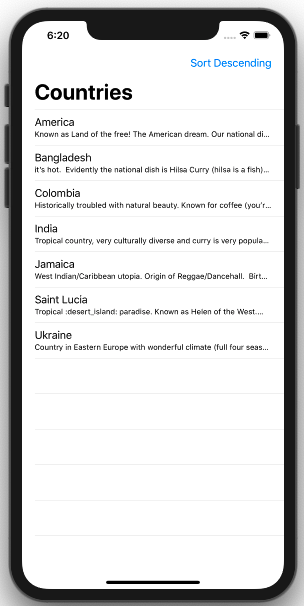 6:20
Sort Descending
Countries
America
Known as Land of the free! The American dream. Our national di...
Bangladesh
It's hot.  Evidently the national dish is Hilsa Curry (hilsa is a fish)...
Colombia
Historically troubled with natural beauty. Known for coffee (you'r...
India
Tropical country, very culturally diverse and curry is very popula...
Jamaica
West Indian/Caribbean utopia. Origin of Reggae/Dancehall.  Birt...
Saint Lucia
Tropical :desert_island: paradise. Known as Helen of the West....
Ukraine
Country in Eastern Europe with wonderful climate (full four seas...